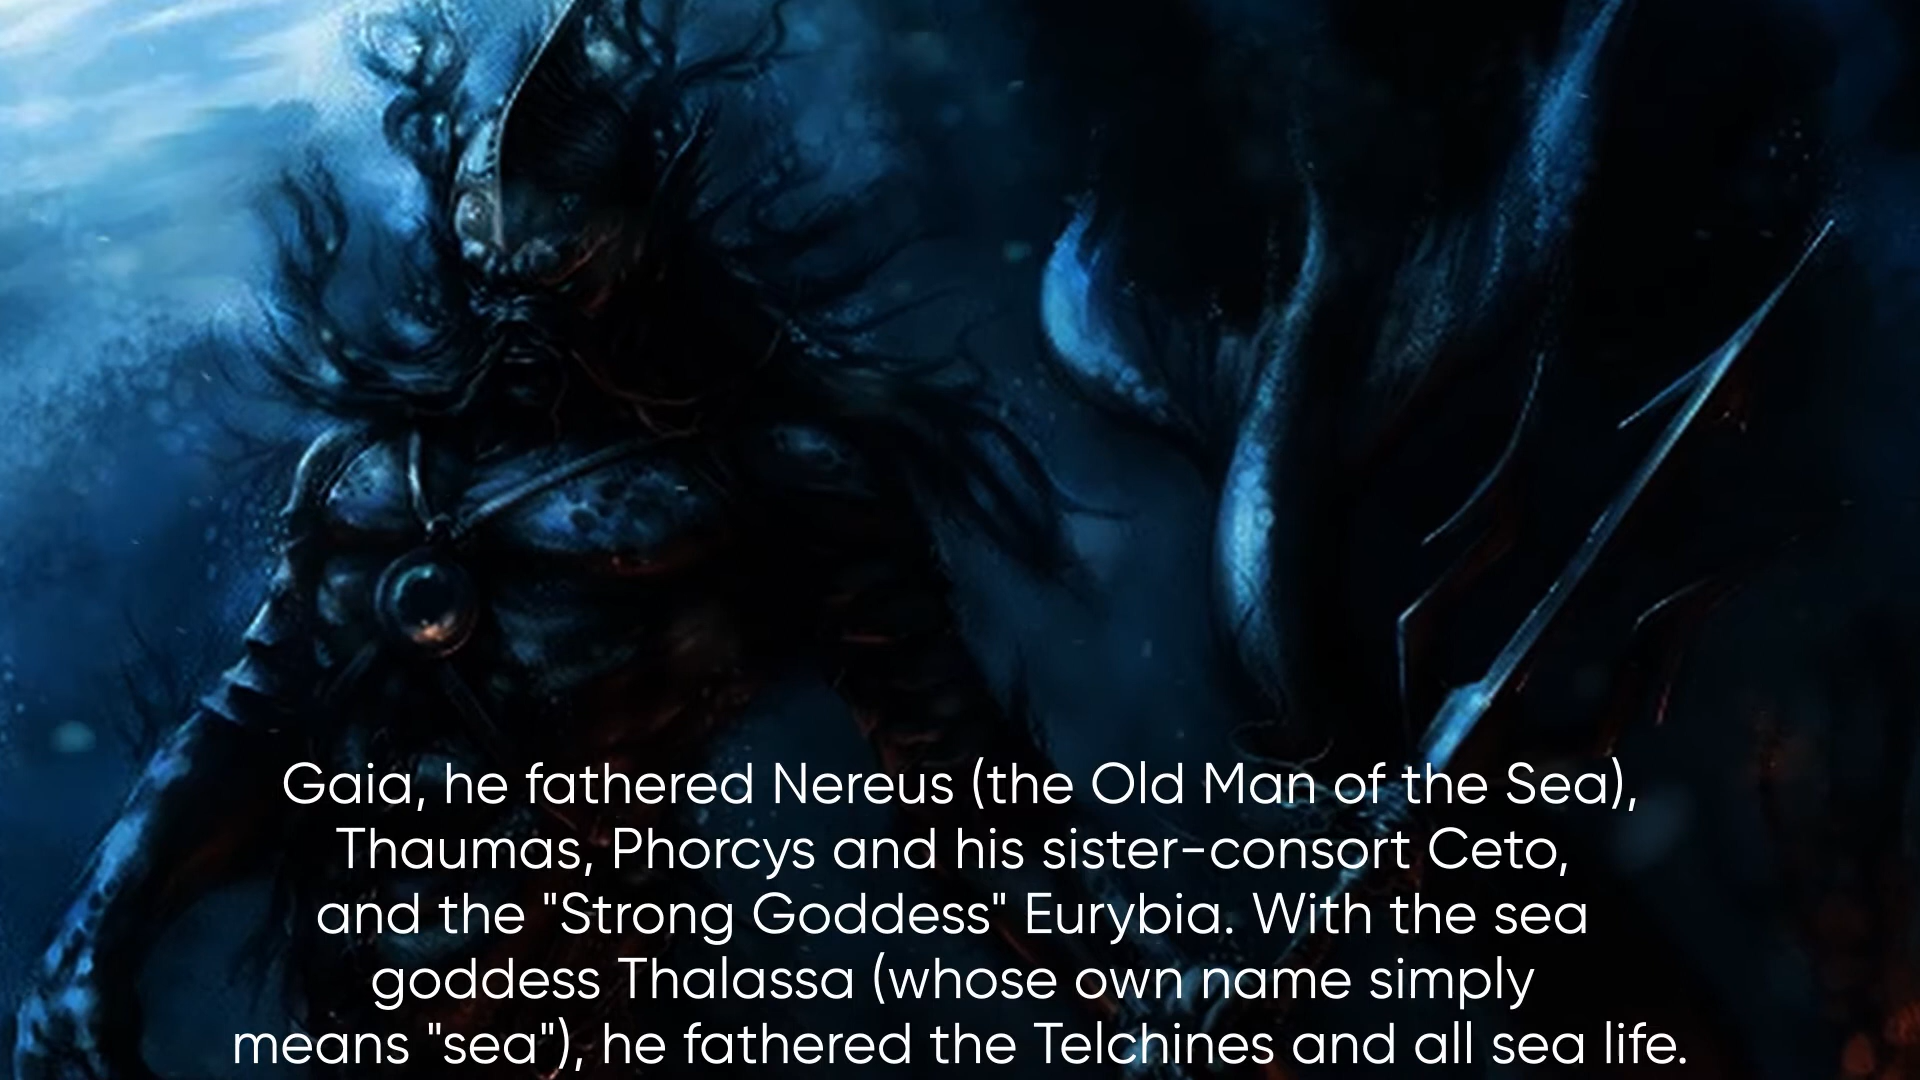 Gaia, he fathered Nereus (the Old Man of the Sea),
Thaumas, Phorcys and his sister-consort Ceto,
and the "Strong Goddess" Eurybia. With the sea
goddess Thalassa (whose own name simply
means "sea"), he fathered the Telchines and all sea life.